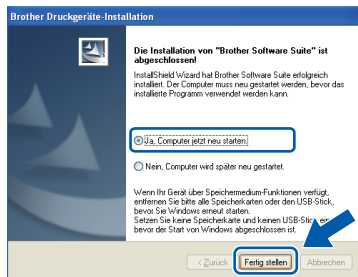 Brother Druckgeräte-Installation
Die Installation von "Brother Software Suite" ist
abgeschlossen!
InstallShield Wizard hat Brother Software Suite erfolgreich
installiert. Der Computer muss neu gestartet werden, bevor das
installierte Programm verwendet werden kann.
Ja, Computer jetzt neu starten.
Nein, Computer wird später neu gestartet.
Wenn Ihr Gerät über Speichermedium-Funktionen verfügt,
entfernen Sie bitte alle Speicherkarten oder den USB-Stick,
bevor Sie Windows erneut starten.
Setzen Sie keine Speicherkarte und keinen USB-Stick ein,
bevor der Start von Windows abgeschlossen ist.
< Zurück
Fertig stellen
Abbrechen